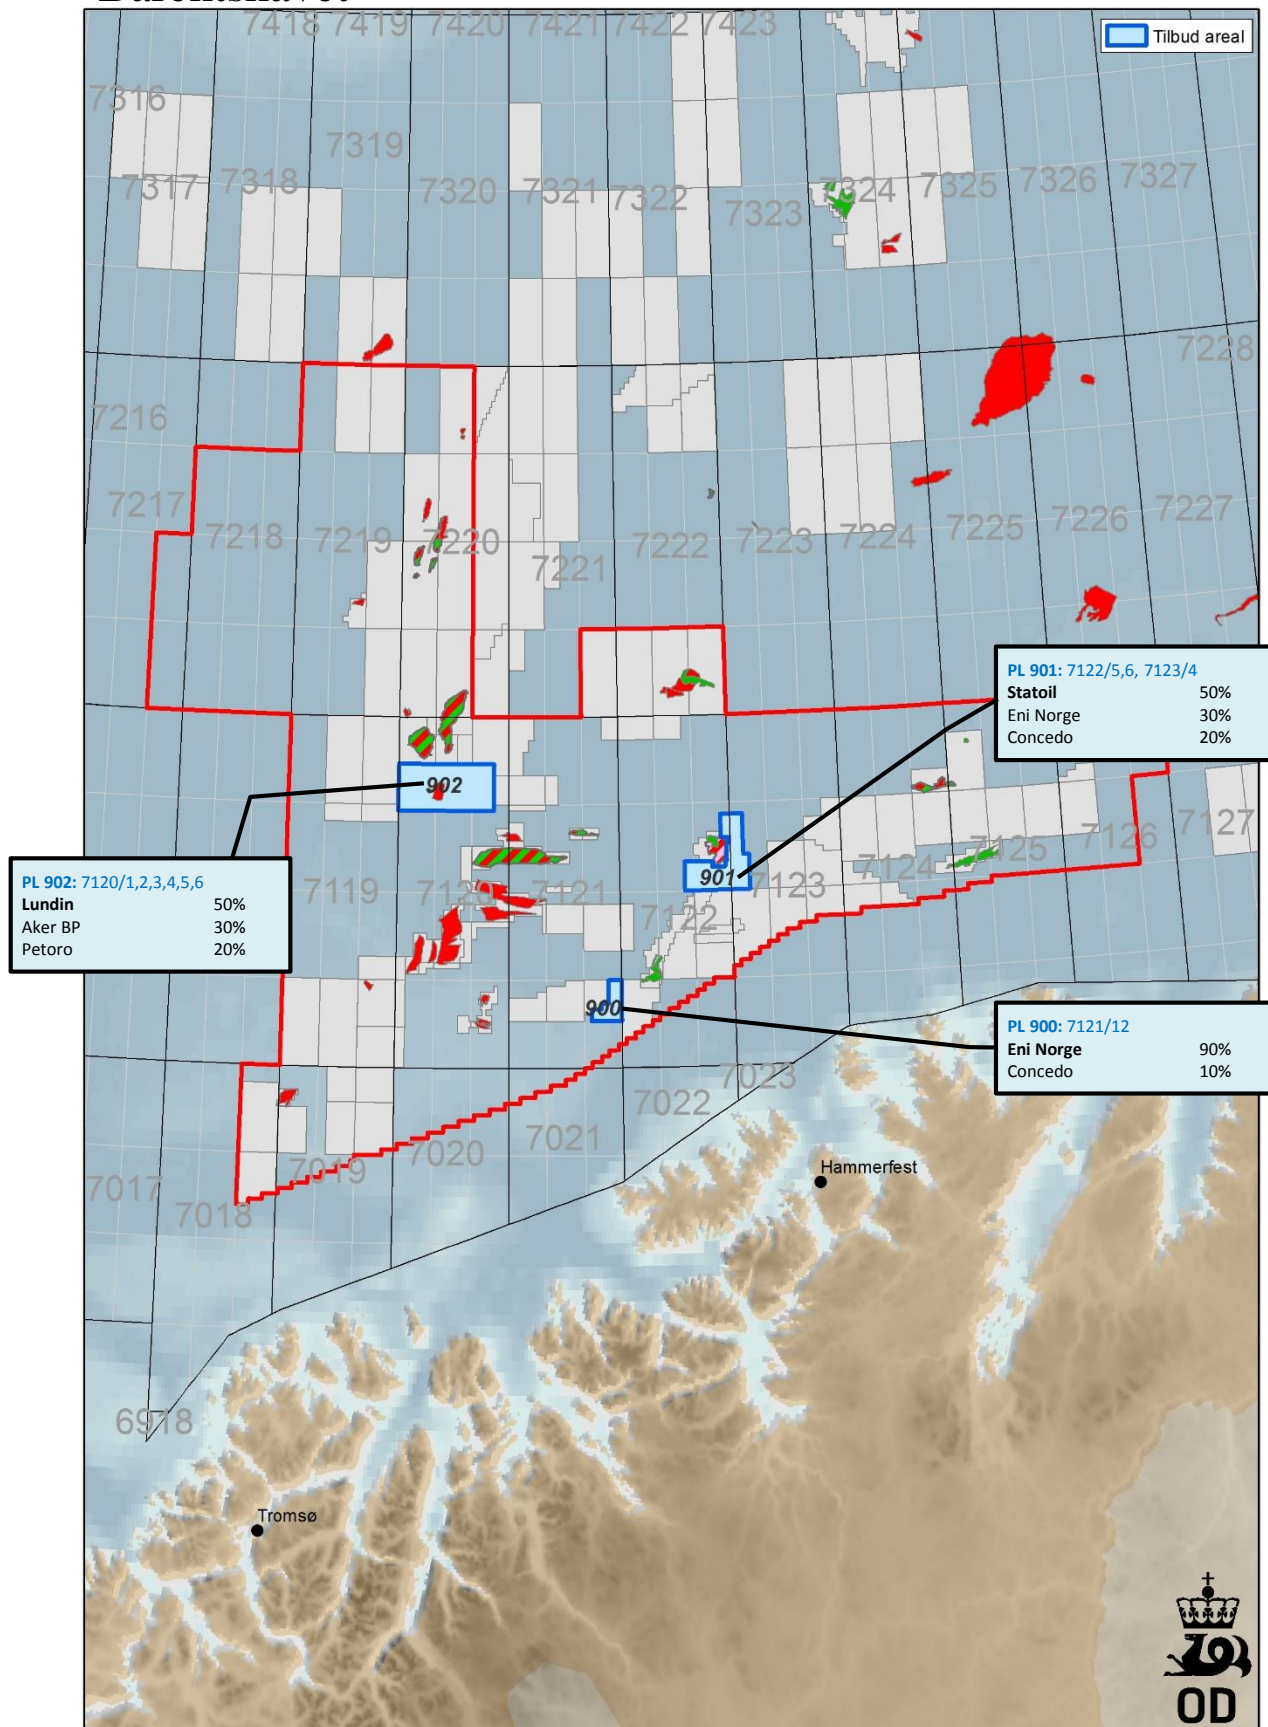 Barentshavet
7418 7419 7420 7421 7422 7423
Tilbud areal
7316
7319
7317 7318 7320 7321 7322 7323 7324 7325 7326 7327
7228
7216
7217 7218 7219 7220 7221 7222 7223 7224 7225 7226 7227
PL 901: 7122/5,6, 7123/4
Statoil 50%
Eni Norge 30%
Concedo 20%
902
7127
7126
7125
7124
901
7123
7119 7120 7121
7122
PL 902: 7120/1,2,3,4,5,6
Lundin 50%
Aker BP 30%
Petoro 20%
900
PL 900: 7121/12
Eni Norge 90%
Concedo 10%
7023
7022
7021
7020
7019
7017
7018
Hammerfest
6918
Tromsø
OD